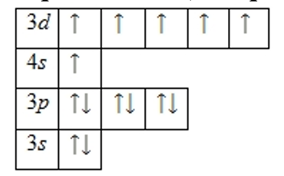 3d ↑ ↑ ↑ ↑ ↑
4s ↑
3p ↑↓ ↑↓ ↑↓
3s ↑↓